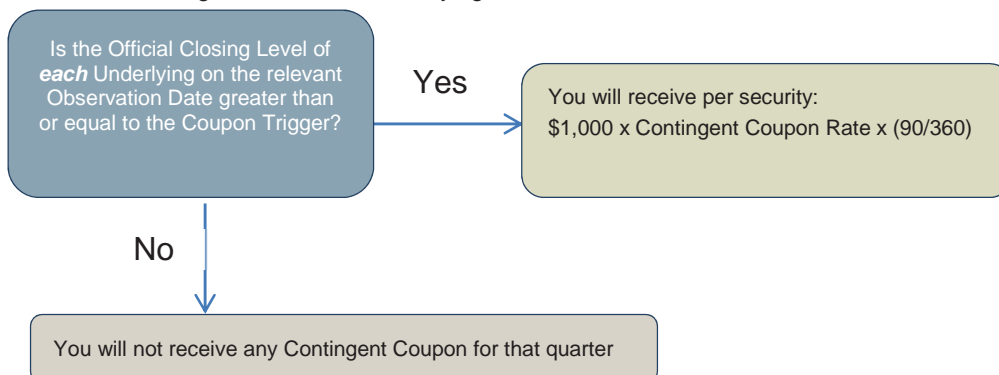 Is the Official Closing Level of
each Underlying on the relevant
Observation Date greater than
or equal to the Coupon Trigger?
Yes
You will receive per security:
$1,000 x Contingent Coupon Rate x (90/360)
No
You will not receive any Contingent Coupon for that quarter